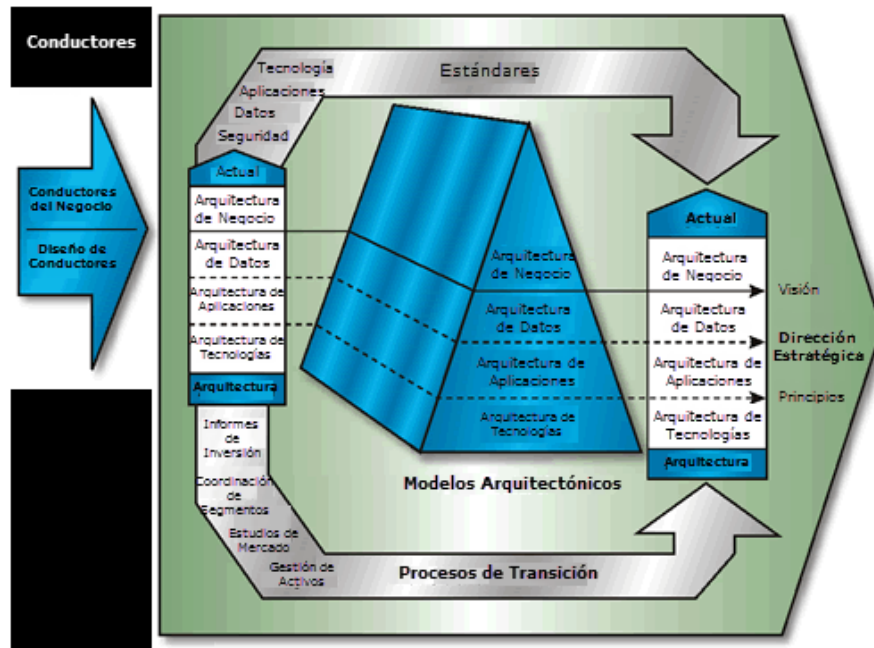 Conductores
Conductores
del Negocio
Diseño de
Conductores
Tecnología
Aplicaciones
Datos
Seguridad
Estándares
Actual
Arquitectura
de Negocio
Arquitectura
de Datos
Arquitectura de
Aplicaciones
Arquitectura de
Tecnologías
Arquitectura
Informes
de
Inversión
Coordinación
de
Segmentos
Estudios de
Mercado
Gestión de
Activos
Procesos de Transición
Arquitectura
de Negocio
Arquitectura
de Datos
Arquitectura de
Aplicaciones
Arquitectura de
Tecnologías
Modelos Arquitectónicos
Actual
Arquitectura
de Negocio
Arquitectura
de Datos
Arquitectura de
Aplicaciones
Arquitectura
de Tecnologías
Arquitectura
Visión
Dirección
Estratégica
Principios